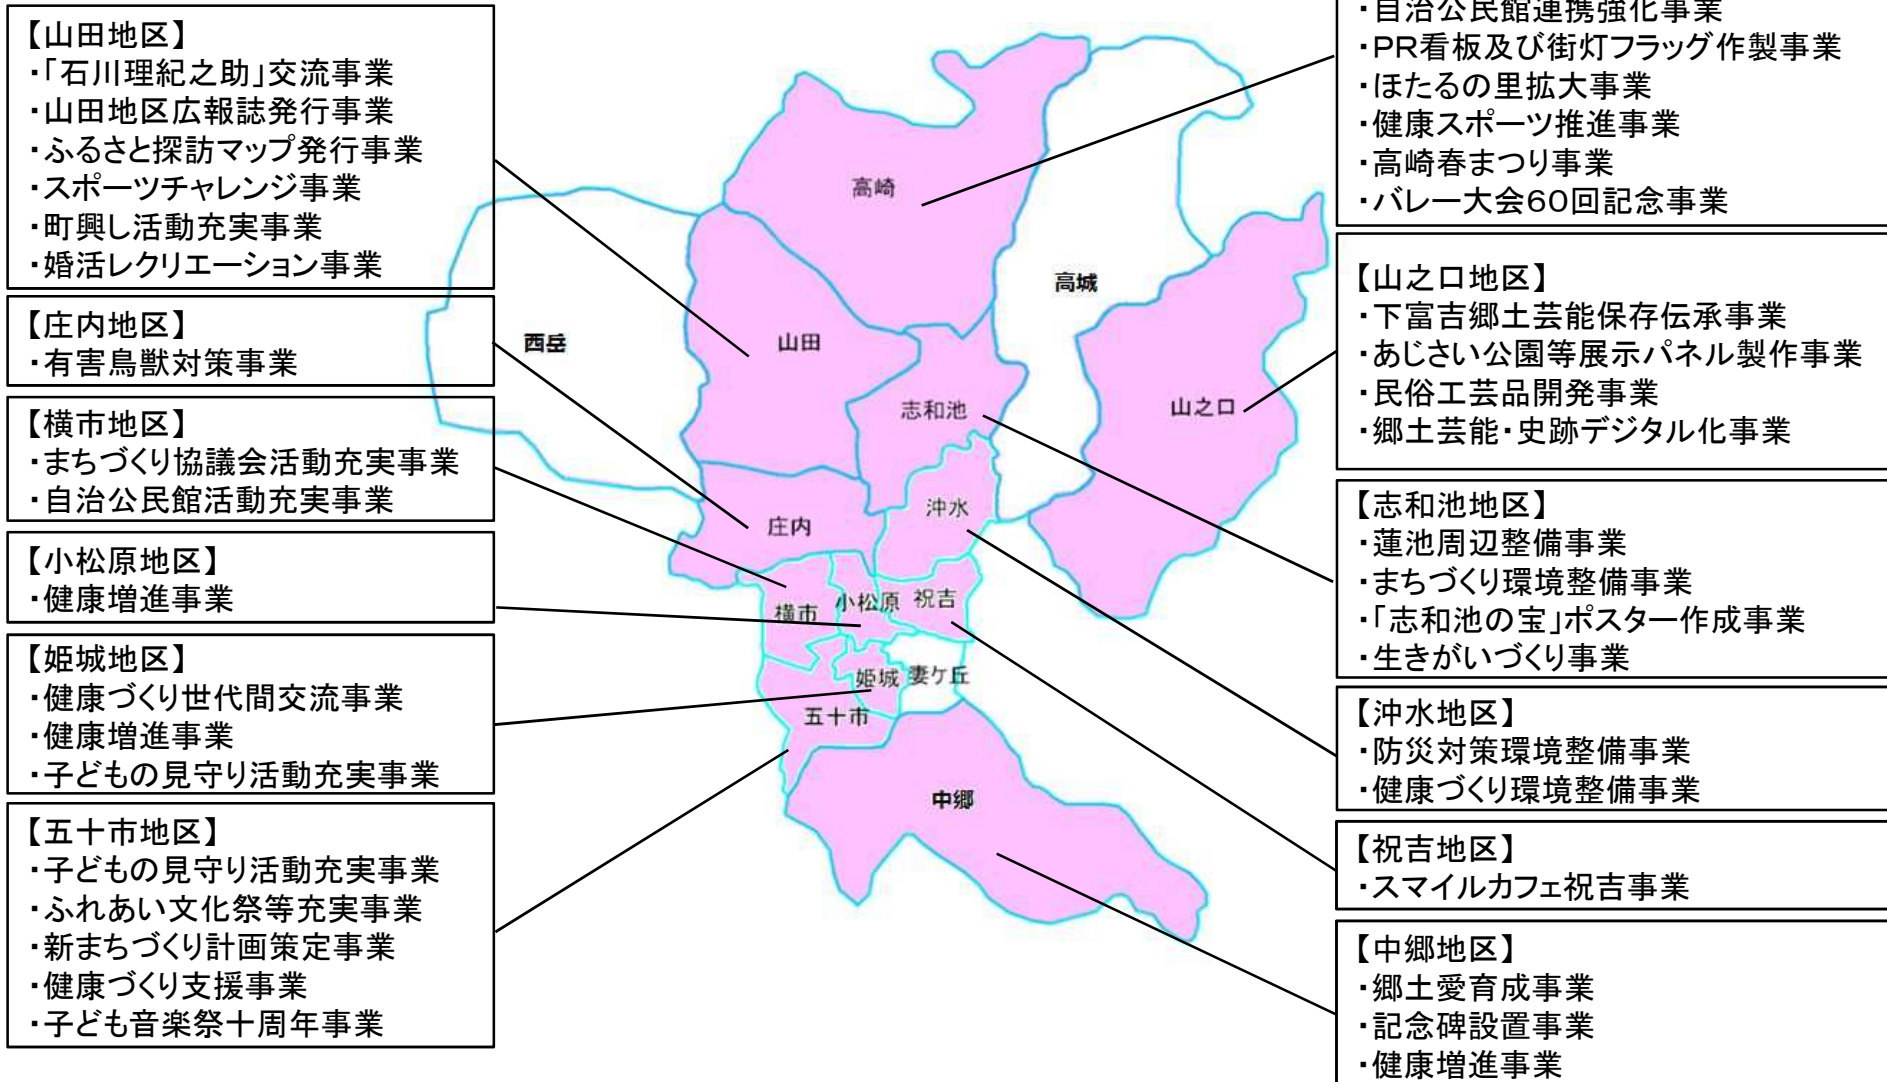 【山田地区】
・「石川理紀之助」交流事業
・山田地区広報誌発行事業
・ふるさと探訪マップ発行事業
・スポーツチャレンジ事業
・町興し活動充実事業
・婚活レクリエーション事業
【庄内地区】
・有害鳥獣対策事業
【横市地区】
・まちづくり協議会活動充実事業
・自治公民館活動充実事業
【小松原地区】
・健康増進事業
【姫城地区】
・健康づくり世代間交流事業
・健康増進事業
・子どもの見守り活動充実事業
【五十市地区】
・子どもの見守り活動充実事業
・ふれあい文化祭等充実事業
・新まちづくり計画策定事業
・健康づくり支援事業
・子ども音楽祭十周年事業
高崎
高城
西岳
山田
志和池
山之口
沖水
庄内
横市
小松原
祝吉
姫城
妻ケ丘
五十市
中郷
・自治公民館連携強化事業
・PR看板及び街灯フラッグ作製事業
・ほたるの里拡大事業
・健康スポーツ推進事業
・高崎春まつり事業
・バレー大会60回記念事業
【山之口地区】
・下富吉郷土芸能保存伝承事業
・あじさい公園等展示パネル製作事業
・民俗工芸品開発事業
・郷土芸能・史跡デジタル化事業
【志和池地区】
・蓮池周辺整備事業
・まちづくり環境整備事業
・「志和池の宝」ポスター作成事業
・生きがいづくり事業
【沖水地区】
・防災対策環境整備事業
・健康づくり環境整備事業
【祝吉地区】
・スマイルカフェ祝吉事業
【中郷地区】
・郷土愛育成事業
・記念碑設置事業
・健康増進事業